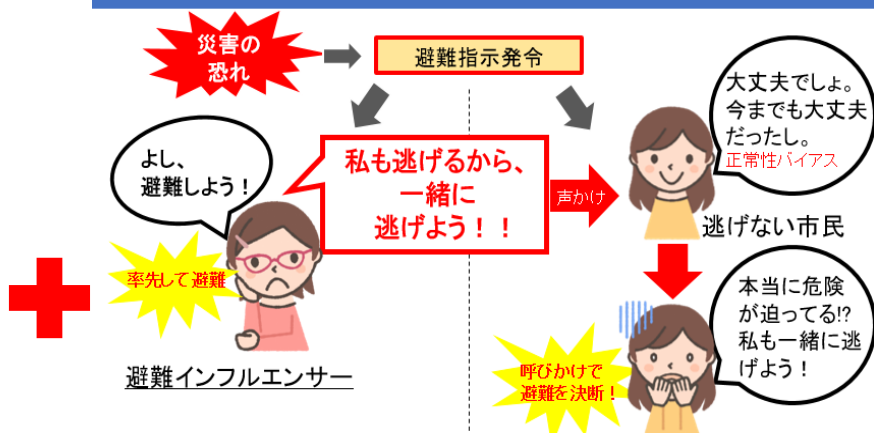 災害の
恐れ
避難指示発令
大丈夫でしょ。
今までも大丈夫
だったし。
正常性バイアス
よし、
避難しよう！
私も逃げるから、
一緒に
逃げよう！！
声かけ
逃げない市民
率先して避難
避難インフルエンサー
本当に危険
が迫ってる!?
私も一緒に逃
げよう！
呼びかけで
避難を決断！